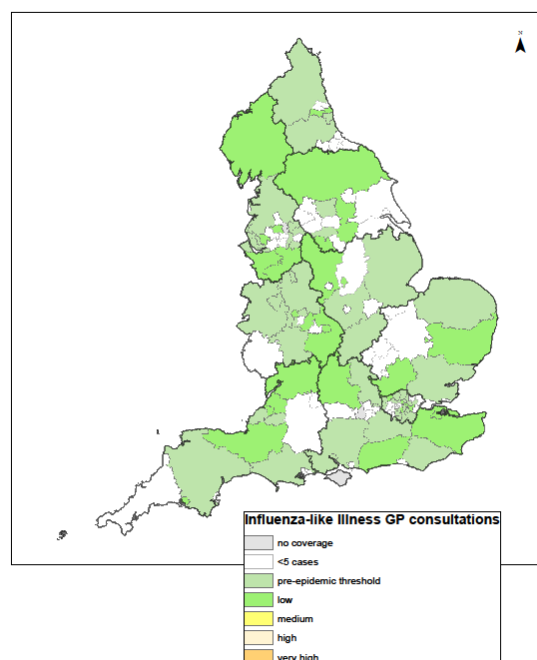 N
Influenza-like Illness GP consultations
no coverage
<5 cases
pre-epidemic threshold
low
medium
high
very high